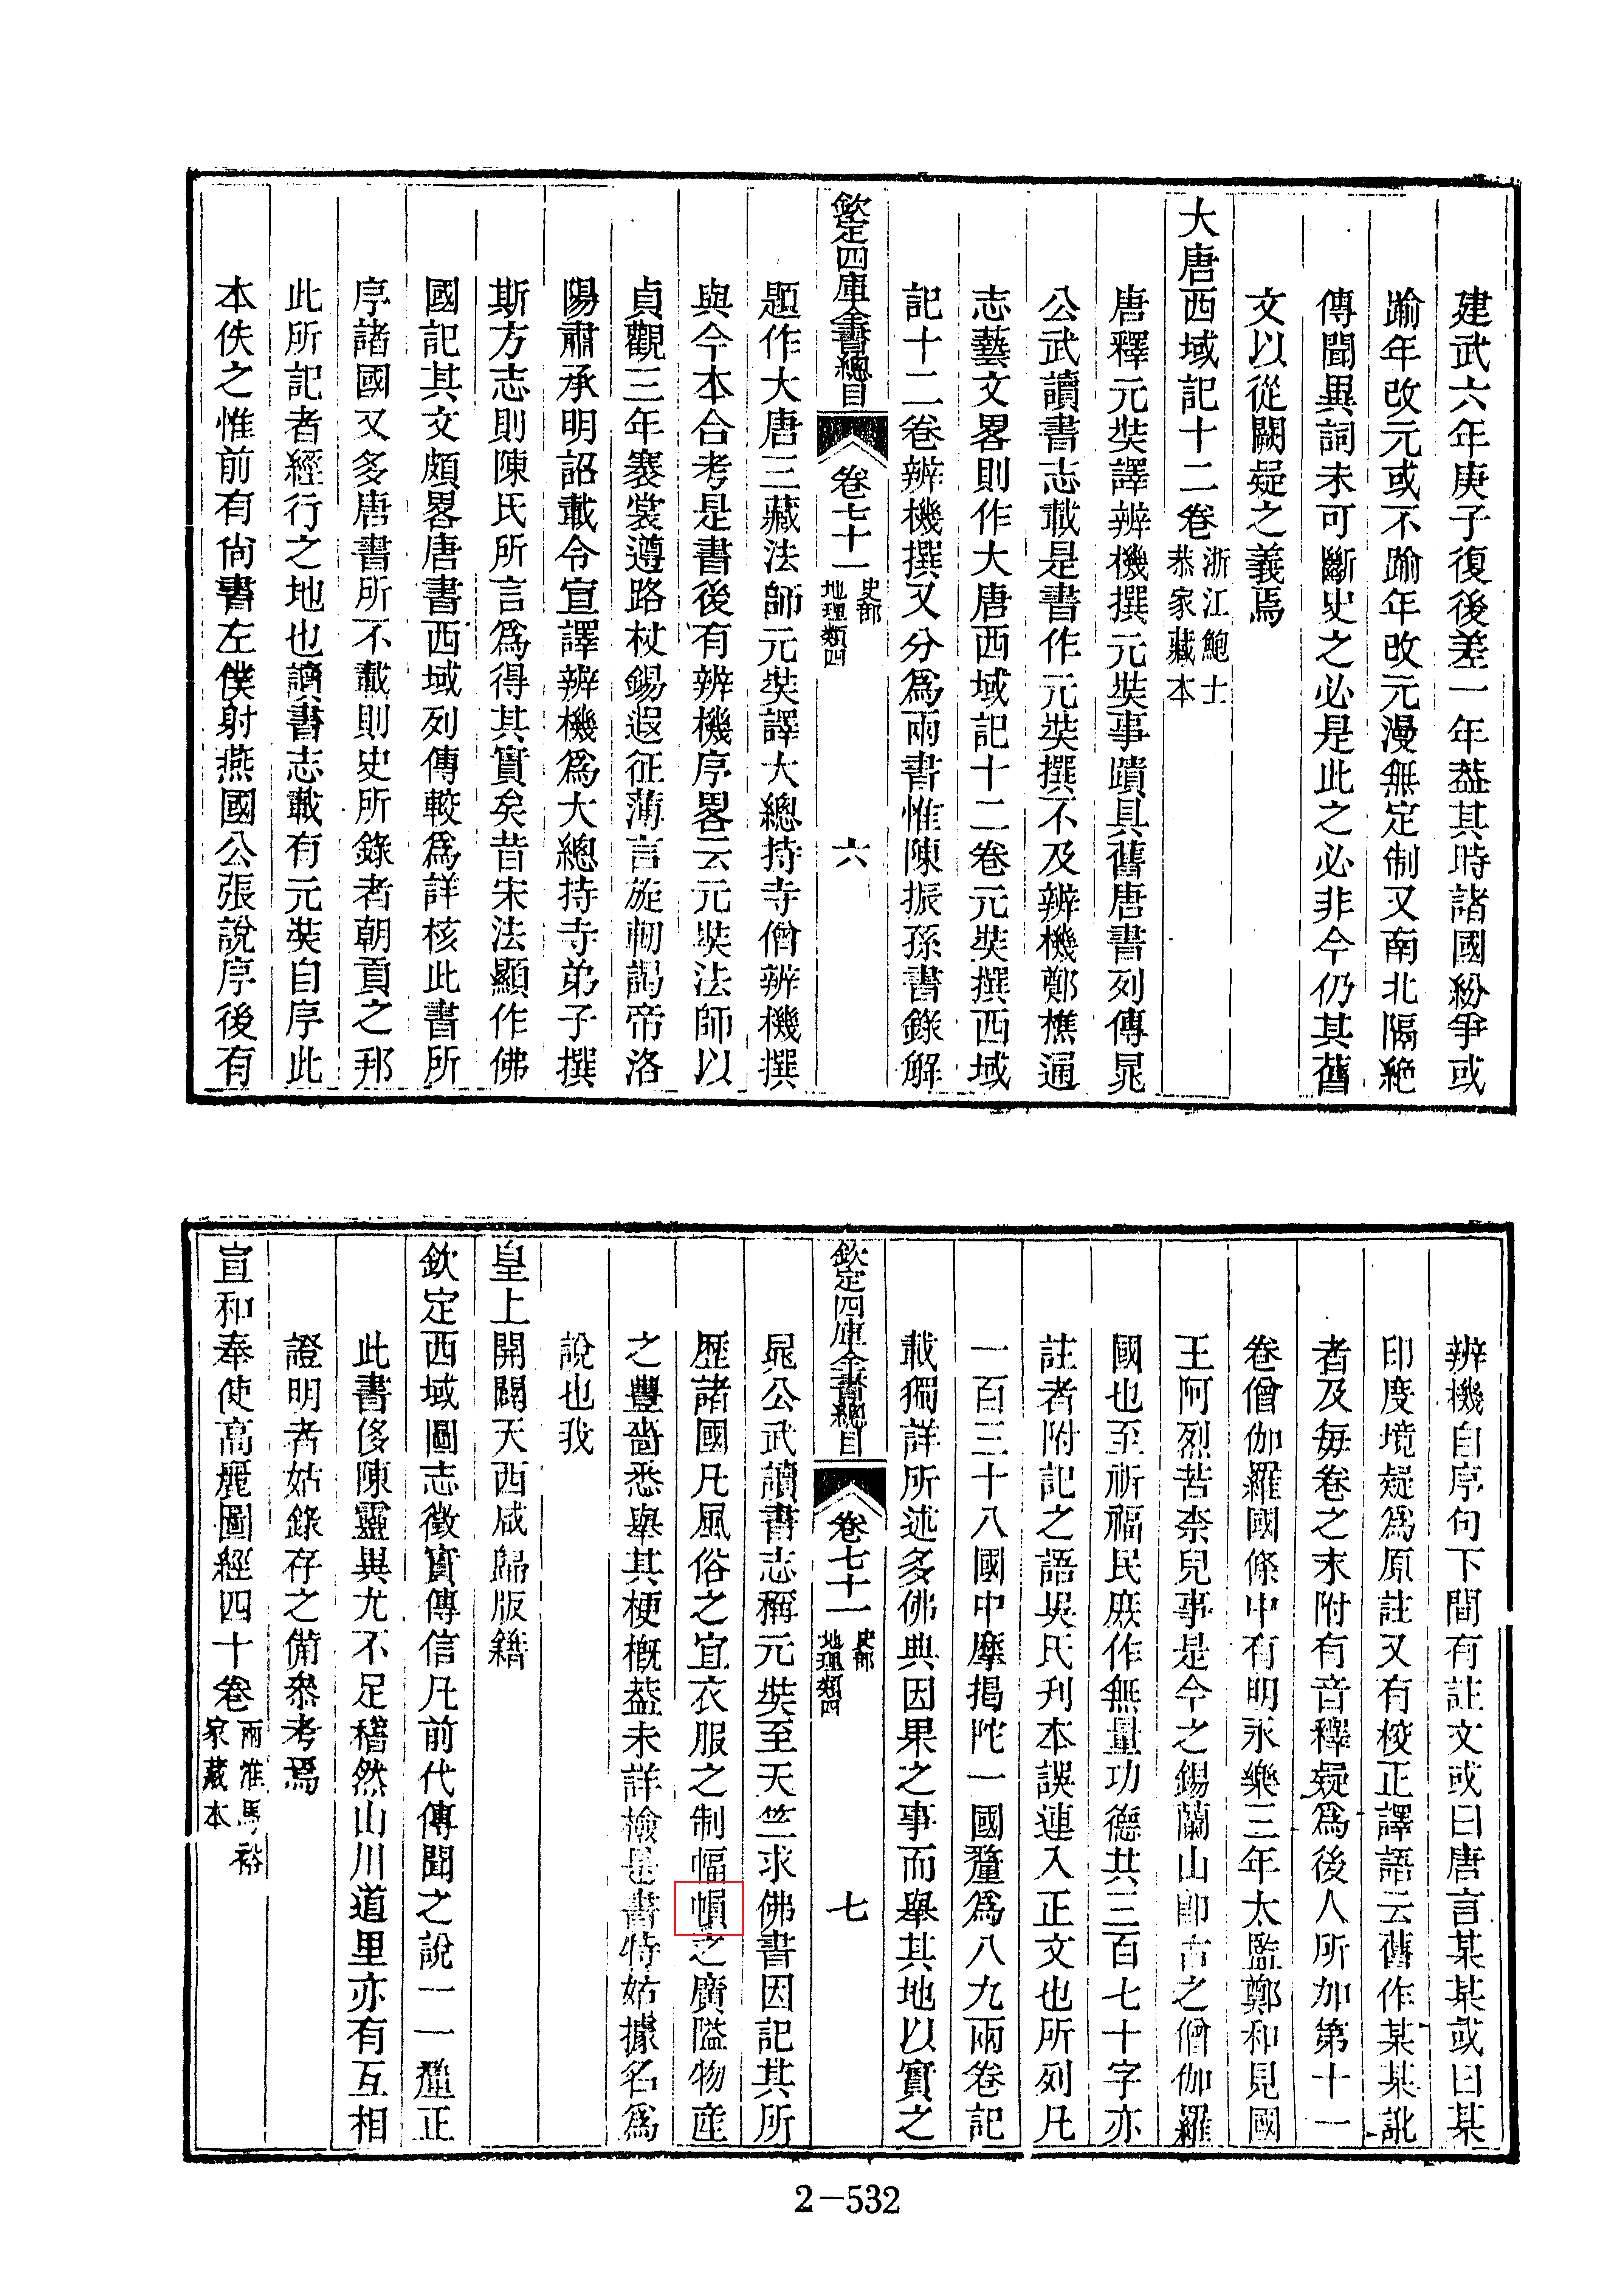 建武六年庚子復後差一年葢其時諸國紛爭或
踰年改元或不踰年改元漫無定制又南北隔絶
傳聞異詞未可斷史之必是此之必非今仍其舊
文以從闕疑之義焉
大唐西域記十二卷浙江鮑士恭家藏本
唐釋元奘譯辨機撰元奘事蹟具舊唐書列傳晁
公武讀書志載是書作元奘撰不及辨機鄭樵通
志藝文畧則作大唐西域記十二卷元奘撰西域
記十二卷辨機撰又分爲兩書惟陳振孫書錄解
欽定四庫全書總目 卷七十一 史部 地理類四 六
題作大唐三藏法師元奘譯大總持寺僧辨機撰
與今本合考是書後有辨機序畧云元奘法師以
貞觀三年褰裳遵路杖錫遐征薄言旋軔謁帝洛
陽肅承明詔載令宣譯辨機爲大總持寺弟子撰
斯方志則陳氏所言爲得其實矣昔宋法顯作佛
國記其文頗畧唐書西域列傳較爲詳核此書所
序諸國又多唐書所不載則史所錄者朝貢之邦
此所記者經行之地也讀書志載有元奘自序此
本佚之惟前有尙書左僕射燕國公張說序後有
辨機自序句下間有註文或曰唐言某某或曰某
印度境疑爲原註又有校正譯語云舊作某某訛
者及每卷之末附有音釋疑爲後人所加第十一
卷僧伽羅國條中有明永樂三年太監鄭和見國
王阿烈苦柰兒事是今之錫蘭山卽古之僧伽羅
國也至祈福民庶作無量功德共三百七十字亦
註者附記之語吳氏刋本誤連入正文也所列凡
一百三十八國中摩揭陀一國釐爲八九兩卷記
載獨詳所述多佛典因果之事而舉其地以實之
欽定四庫全書總目 卷七十一 史部 地理類四 七
晁公武讀書志稱元奘至天竺求佛書因記其所
歷諸國凡風俗之宜衣服之制幅㡓之廣隘物產
之豐嗇悉舉其梗槪葢未詳檢是書特姑據名爲
說也我
皇上開闢天西咸歸版籍
欽定西域圖志徵實傳信凡前代傳聞之說一一釐正
此書侈陳靈異尤不足稽然山川道里亦有互相
證明者姑錄存之備叅考焉
宣和奉使高麗圖經四十卷兩淮馬裕家藏本
2—532